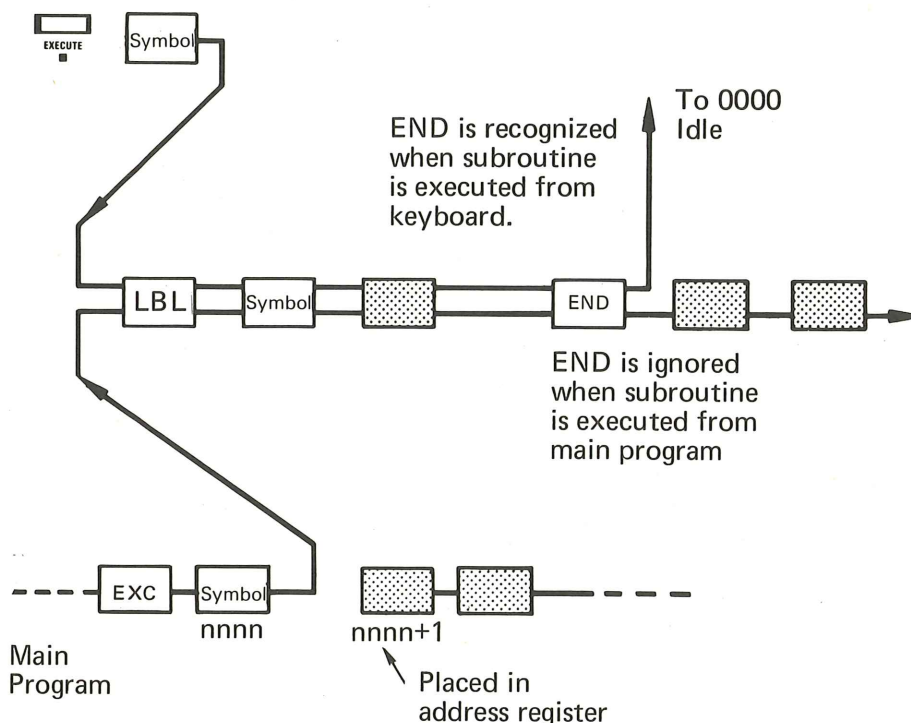 EXECUTE
Symbol
To 0000
Idle
END is recognized
when subroutine
is executed from
keyboard.
LBL
Symbol
END
END is ignored
when subroutine
is executed from
main program
EXC
Symbol
nnnn
nnnn+1
Main
Program
Placed in
address register